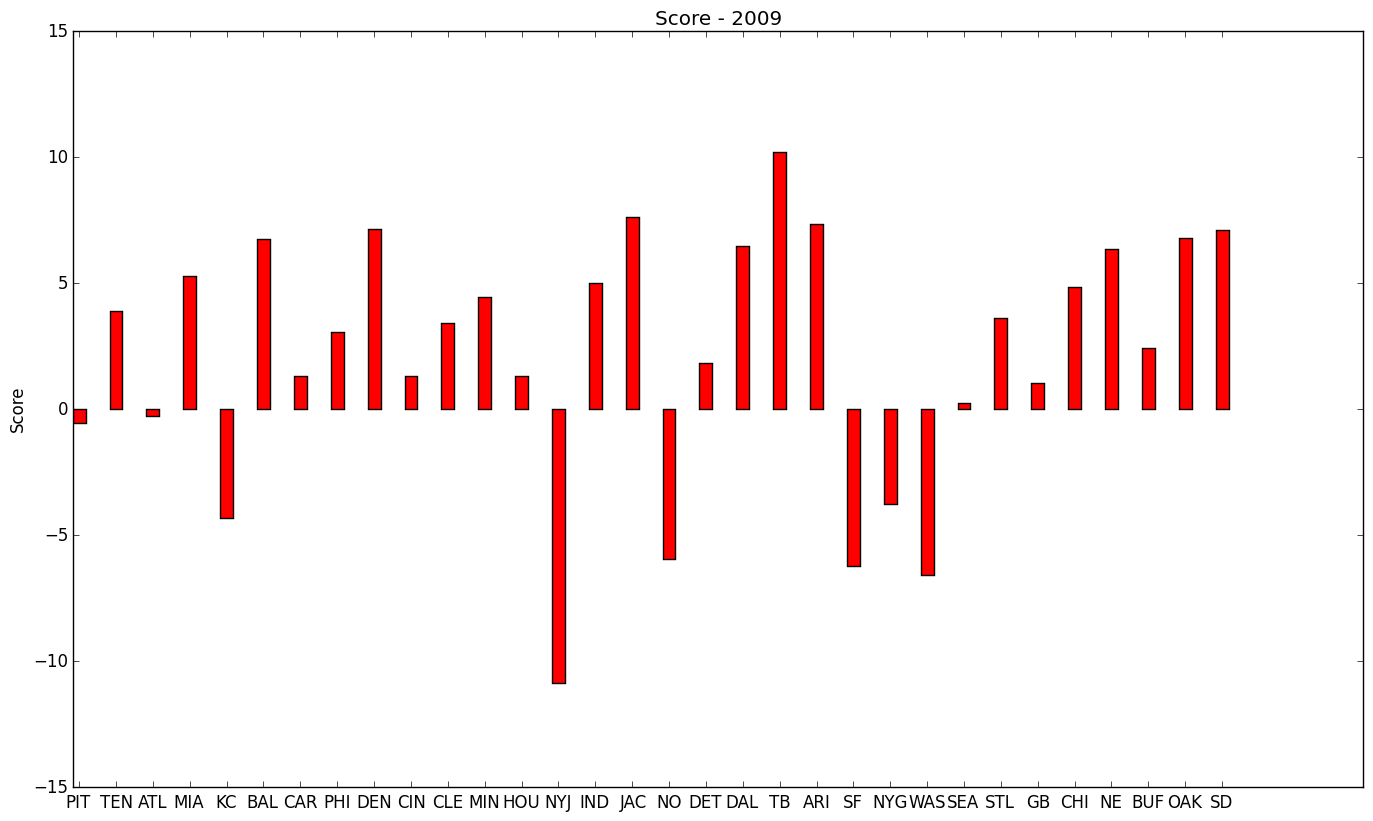 Score - 2009
15
10
5
0
−5
−10
−15
Score
PIT TEN ATL MIA KC BAL CAR PHI DEN CIN CLE MIN HOU NYJ IND JAC NO DET DAL TB ARI SF NYG WAS SEA STL GB CHI NE BUF OAK SD